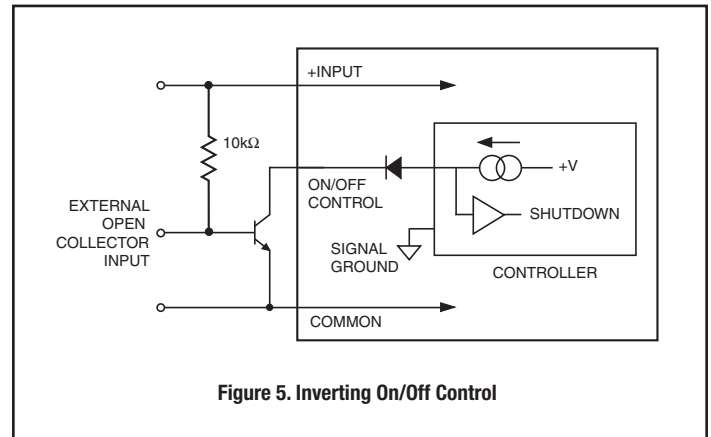 +INPUT
10kΩ
+V
ON/OFF
CONTROL
SHUTDOWN
EXTERNAL
OPEN
COLLECTOR
INPUT
SIGNAL
GROUND
CONTROLLER
COMMON
Figure 5. Inverting On/Off Control